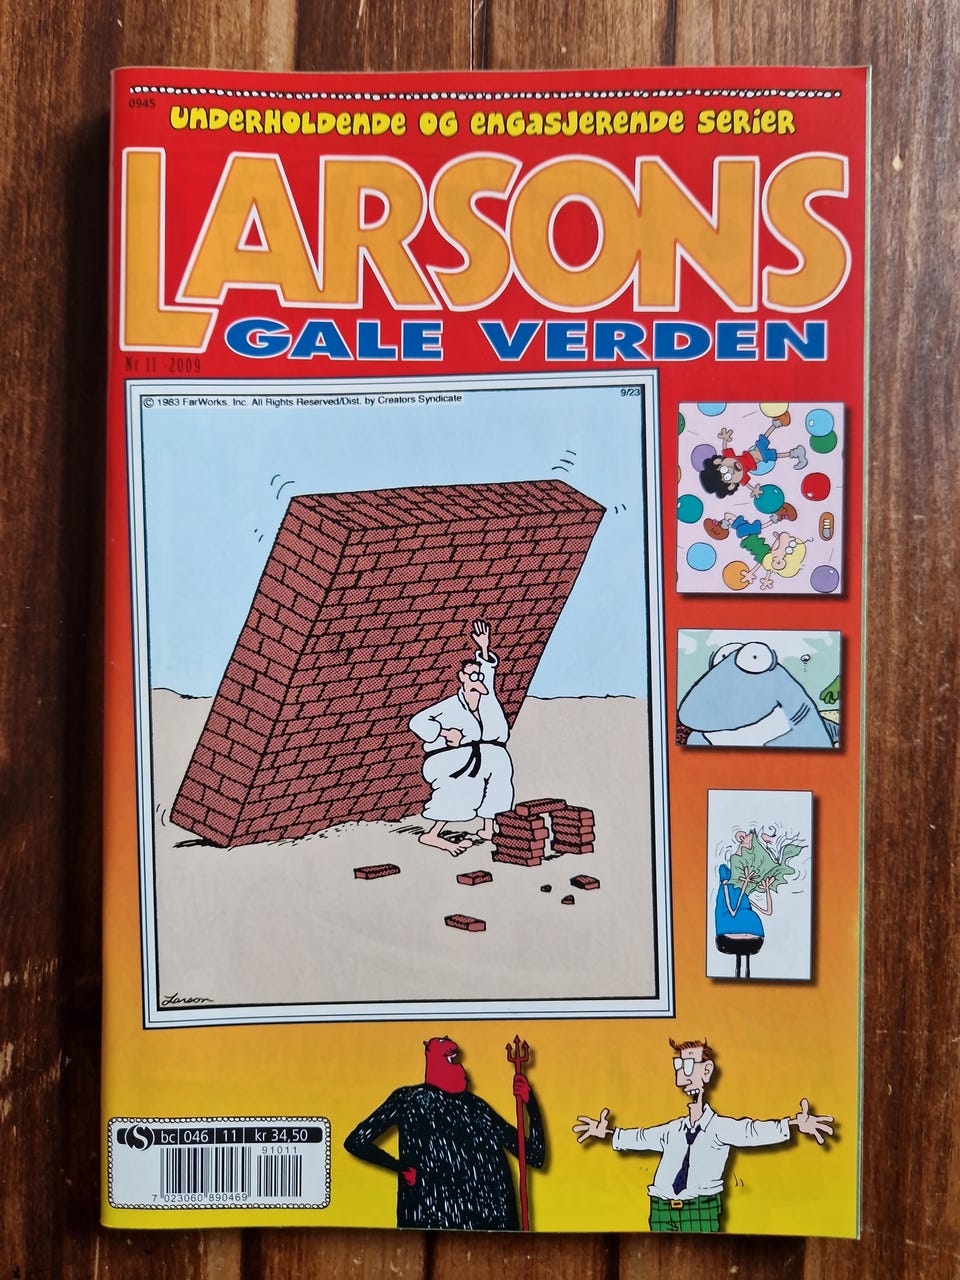 0945
UNDERHOLDENDE OG ENGASJERENDE SERIER
LARSONS
GALE VERDEN
Nr 11 -2009
© 1983 FarWorks, Inc. All Rights Reserved/Dist. by Creators Syndicate
9/23
Larson
S bc 046 11 kr 34,50
91011
7 023060 890469